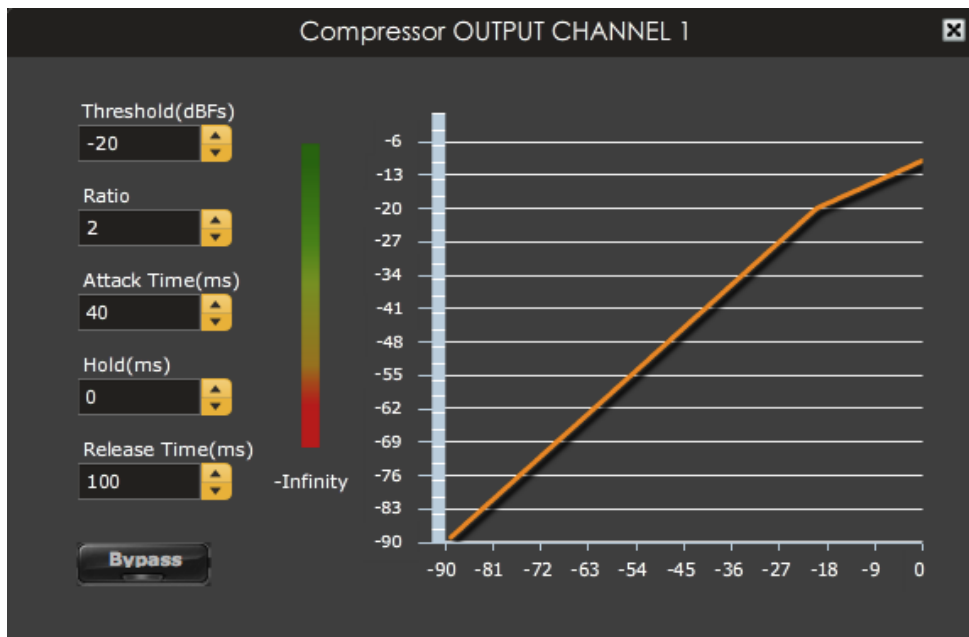 Compressor OUTPUT CHANNEL 1
Threshold(dBFs)
-20
Ratio
2
Attack Time(ms)
40
Hold(ms)
0
Release Time(ms)
100
Bypass
-Infinity
-6
-13
-20
-27
-34
-41
-48
-55
-62
-69
-76
-83
-90
-90 -81 -72 -63 -54 -45 -36 -27 -18 -9 0